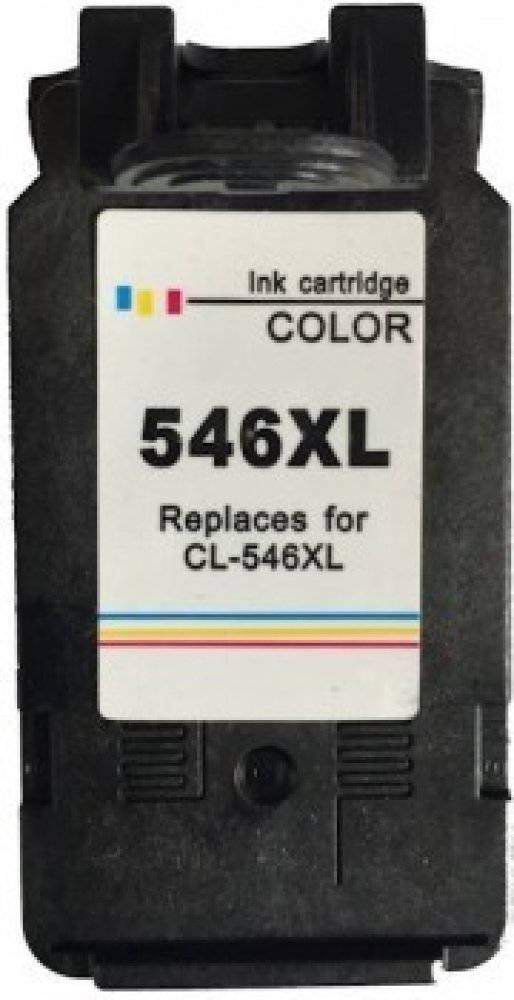 Ink cartridge
COLOR
546XL
Replaces for
CL-546XL